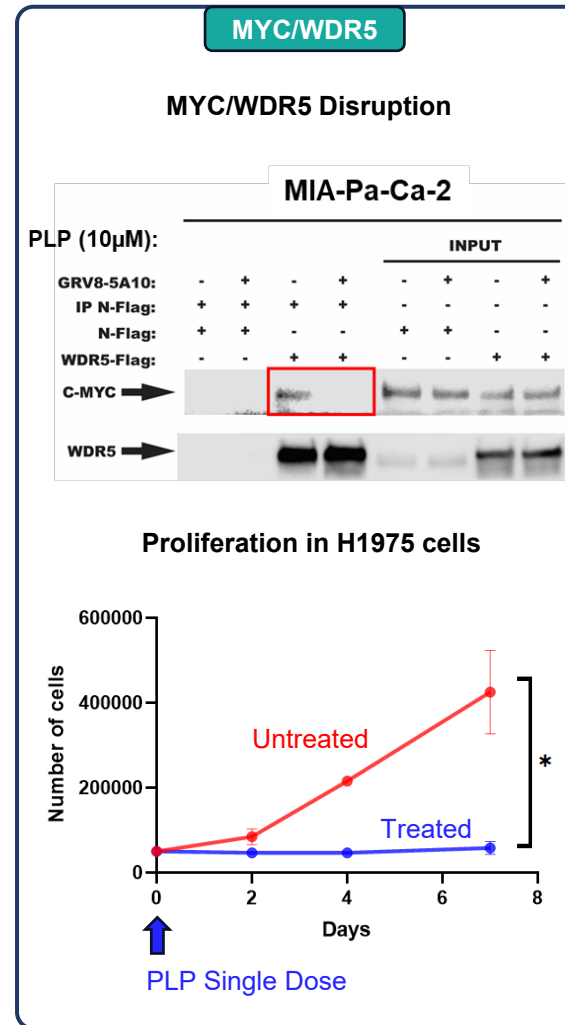 MYC/WDR5
MYC/WDR5 Disruption
MIA-Pa-Ca-2
PLP (10µM):
INPUT
GRV8-5A10 : - + - + - + - +
IP N-Flag: + + + +
N-Flag: + + - - + + - -
WDR5-Flag: - - + + - - + +
C-MYC
WDR5
Proliferation in H1975 cells
Number of cells
600000
400000
200000
0
Untreated
Treated
*
0 2 4 6 8
Days
PLP Single Dose